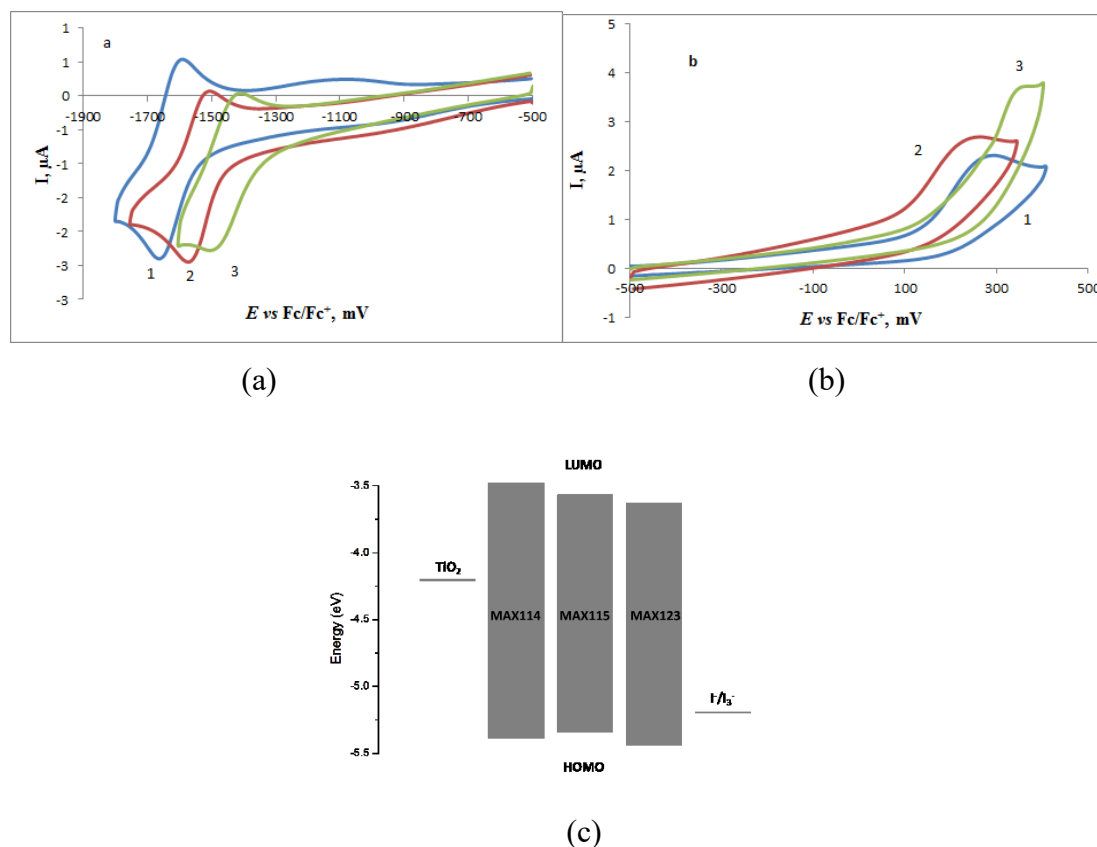 a
1
1
0
-1
-1
-2
-2
-3
-3
-1900 -1700 -1500 -1300 -1100 -900 -700 -500
I, µA
1 2 3
E vs Fc/Fc⁺, mV
b
5
4
3
2
1
0
-1
-500 -300 -100 100 300 500
I, µA
3
2
1
E vs Fc/Fc⁺, mV
(a) (b)
LUMO
-3.5
-4.0
-4.5
-5.0
-5.5
Energy (eV)
TiO₂
MAX114 MAX115 MAX123
I⁻/I₃⁻
HOMO
(c)